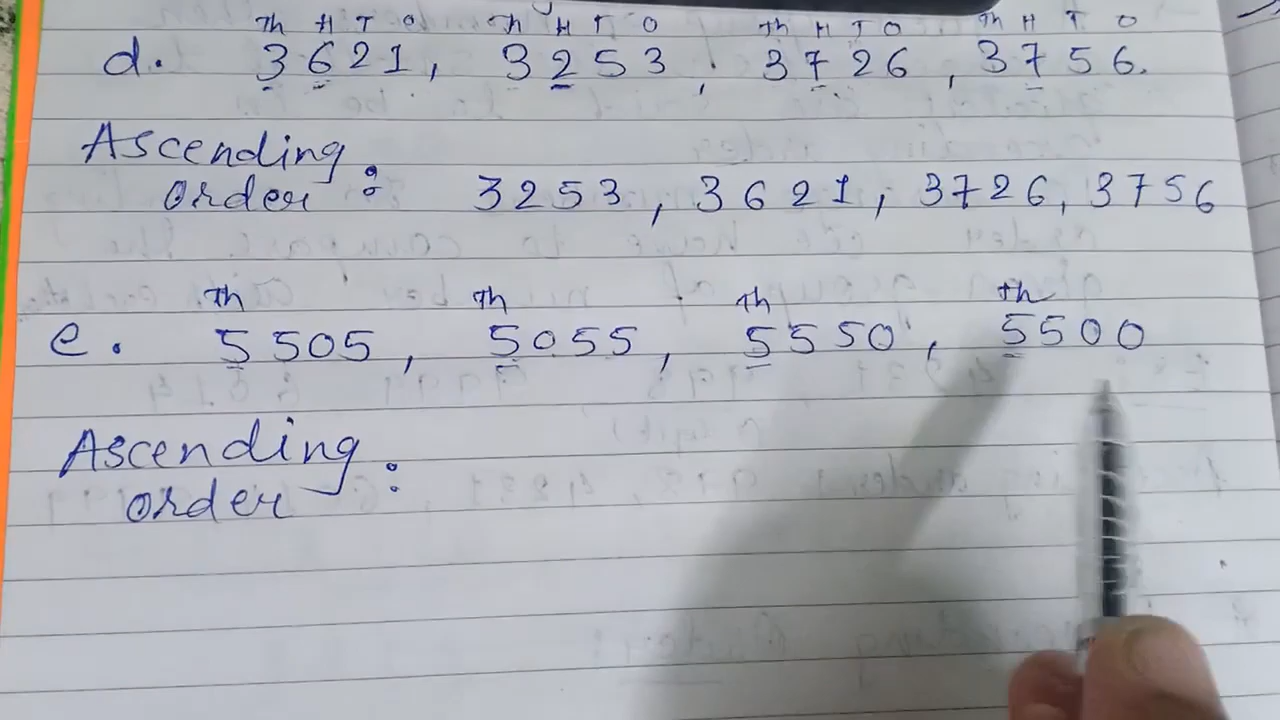 Th H T O Th H T O Th H T O Th H T O
d. 3621, 3253, 3726, 3756.
Ascending
order : 3253, 3621, 3726, 3756
Th Th Th Th
e. 5505, 5055, 5550, 5500
Ascending
order :